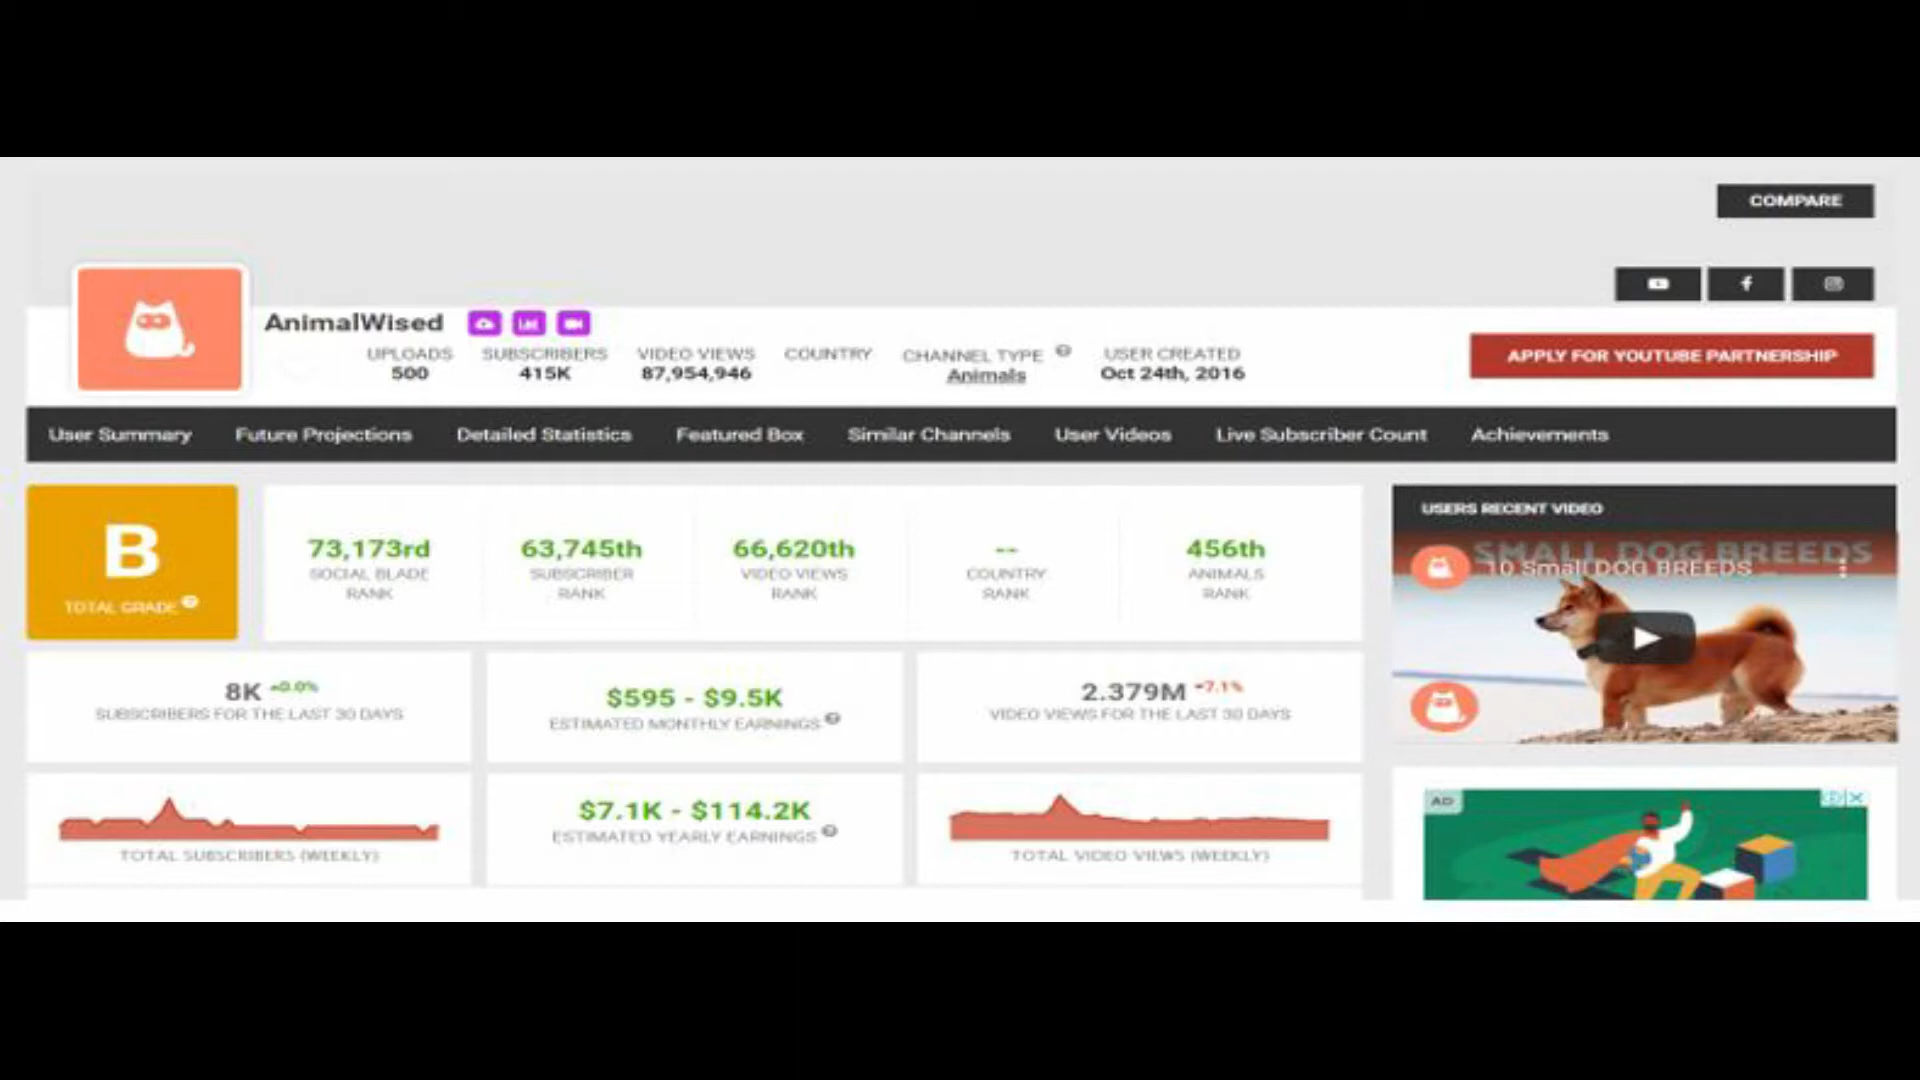 COMPARE
AnimalWised
UPLOADS SUBSCRIBERS VIDEO VIEWS COUNTRY CHANNEL TYPE USER CREATED
500 415K 87,954,946 Animals Oct 24th, 2016
APPLY FOR YOUTUBE PARTNERSHIP
User Summary Future Projections Detailed Statistics Featured Box Similar Channels User Videos Live Subscriber Count Achievements
B
TOTAL GRADE
73,173rd 63,745th 66,620th -- 456th
SOCIAL BLADE SUBSCRIBER VIDEO VIEWS COUNTRY ANIMALS
RANK RANK RANK RANK RANK
USERS RECENT VIDEO
SMALL DOG BREEDS
10 Small DOG BREEDS
8K +0.0%
SUBSCRIBERS FOR THE LAST 30 DAYS
$595 - $9.5K
ESTIMATED MONTHLY EARNINGS
2.379M -7.1%
VIDEO VIEWS FOR THE LAST 30 DAYS
TOTAL SUBSCRIBERS (WEEKLY)
$7.1K - $114.2K
ESTIMATED YEARLY EARNINGS
TOTAL VIDEO VIEWS (WEEKLY)
AD